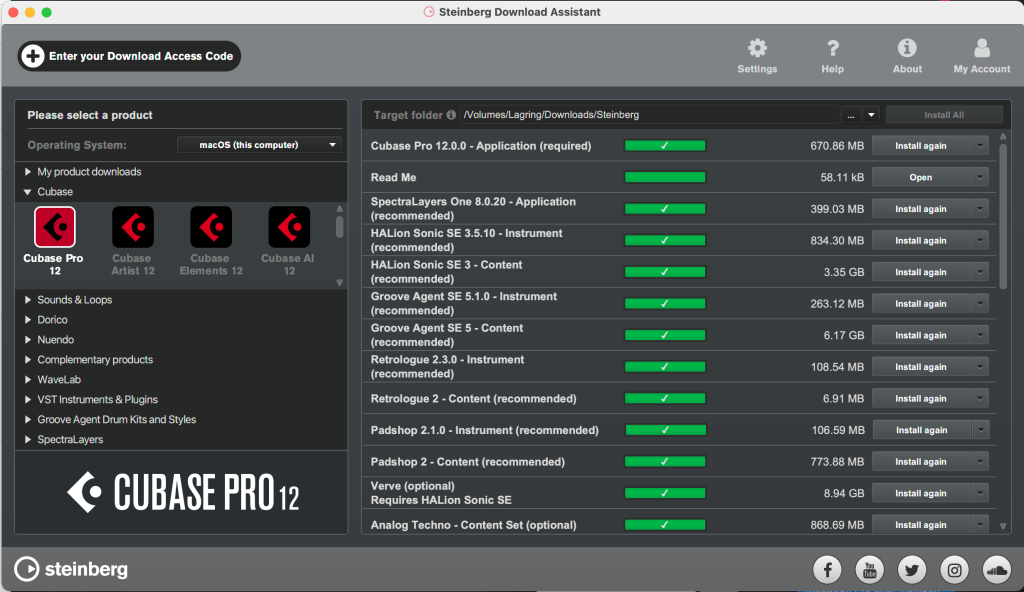 Steinberg Download Assistant
Enter your Download Access Code
Settings
Help
About
My Account
Please select a product
Operating System:
macOS (this computer)
My product downloads
Cubase
Cubase Pro
12
Cubase
Artist 12
Cubase
Elements 12
Cubase AI
12
Sounds & Loops
Dorico
Nuendo
Complementary products
WaveLab
VST Instruments & Plugins
Groove Agent Drum Kits and Styles
SpectraLayers
CUBASE PRO 12
Target folder
/Volumes/Lagring/Downloads/Steinberg
...
Install All
Cubase Pro 12.0.0 - Application (required)
670.86 MB
Install again
Read Me
58.11 kB
Open
SpectraLayers One 8.0.20 - Application
(recommended)
399.03 MB
Install again
HALion Sonic SE 3.5.10 - Instrument
(recommended)
834.30 MB
Install again
HALion Sonic SE 3 - Content
(recommended)
3.35 GB
Install again
Groove Agent SE 5.1.0 - Instrument
(recommended)
263.12 MB
Install again
Groove Agent SE 5 - Content
(recommended)
6.17 GB
Install again
Retrologue 2.3.0 - Instrument
(recommended)
108.54 MB
Install again
Retrologue 2 - Content (recommended)
6.91 MB
Install again
Padshop 2.1.0 - Instrument (recommended)
106.59 MB
Install again
Padshop 2 - Content (recommended)
773.88 MB
Install again
Verve (optional)
Requires HALion Sonic SE
8.94 GB
Install again
Analog Techno - Content Set (optional)
868.69 MB
Install again
steinberg
You
Tube